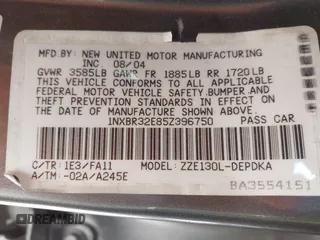 MFD.BY: NEW UNITED MOTOR MANUFACTURING
INC. 08/04
GVWR 3585LB GAWR FR 1885LB RR 1720LB
THIS VEHICLE CONFORMS TO ALL APPLICABLE
FEDERAL MOTOR VEHICLE SAFETY,BUMPER,AND
THEFT PREVENTION STANDARDS IN EFFECT ON
THE DATE OF MANUFACTURE SHOWN ABOVE.
1NXBR32E85Z396750 PASS CAR
C/TR: 1E3/FA11 MODEL: ZZE130L-DEPDKA
A/TM: -02A/A245E
BA3554151
DREAMBID